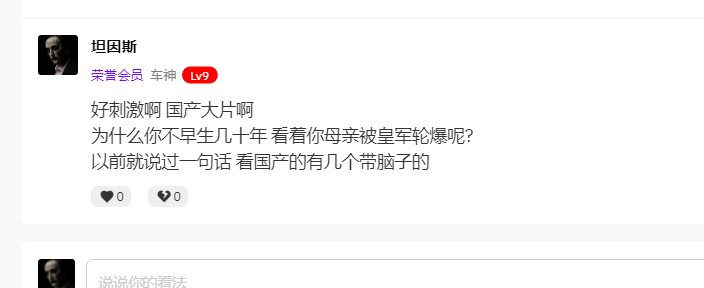 坦因斯
荣誉会员 车神 Lv9
好刺激啊 国产大片啊
为什么你不早生几十年 看着你母亲被皇军轮爆呢?
以前就说过一句话 看国产的有几个带脑子的
0 0
说说你的看法